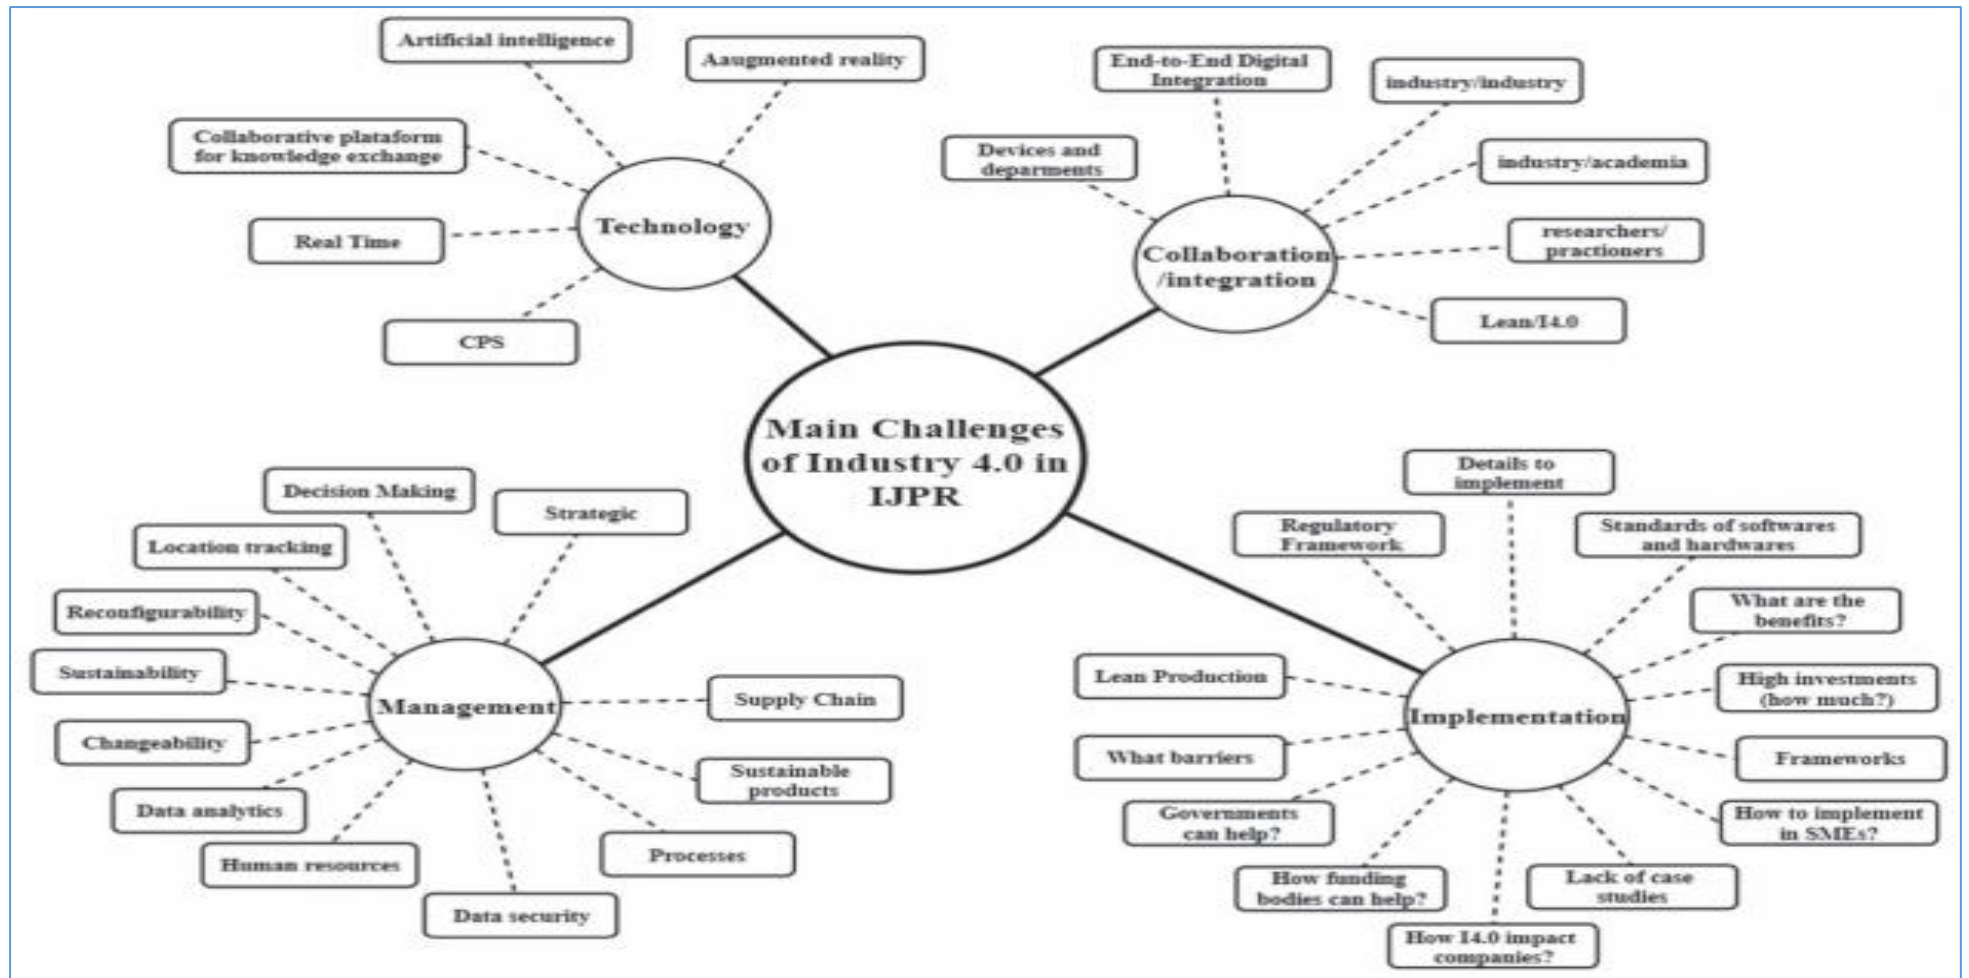 Artificial intelligence
Aaugmented reality
Collaborative plataform
for knowledge exchange
Real Time
CPS
Technology
End-to-End Digital
Integration
industry/industry
Devices and
deparments
industry/academia
researchers/
practioners
Lean/I4.0
Collaboration
/integration
Main Challenges
of Industry 4.0 in
IJPR
Decision Making
Strategic
Location tracking
Reconfigurability
Sustainability
Changeability
Data analytics
Human resources
Data security
Processes
Sustainable
products
Supply Chain
Management
Details to
implement
Regulatory
Framework
Standards of softwares
and hardwares
What are the
benefits?
High investments
(how much?)
Frameworks
How to implement
in SMEs?
Lack of case
studies
How I4.0 impact
companies?
How funding
bodies can help?
Governments
can help?
What barriers
Lean Production
Implementation